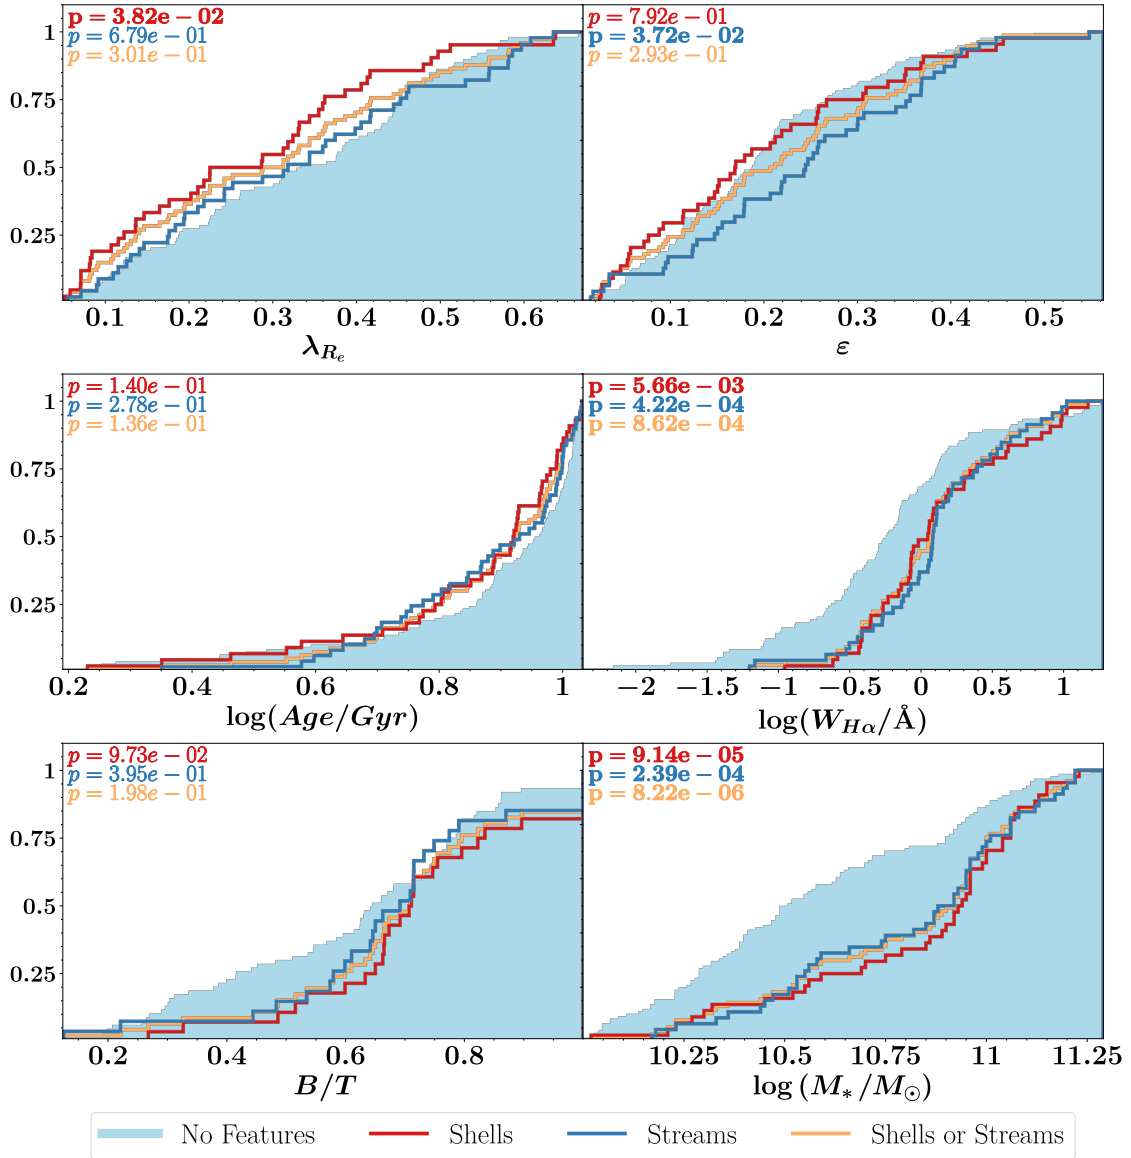 p = 3.82e − 02
p = 6.79e − 01
p = 3.01e − 01
1
0.75
0.5
0.25
0.1 0.2 0.3 0.4 0.5 0.6
λ_{R_e}
p = 7.92e − 01
p = 3.72e − 02
p = 2.93e − 01
0.1 0.2 0.3 0.4 0.5
ε
p = 1.40e − 01
p = 2.78e − 01
p = 1.36e − 01
1
0.75
0.5
0.25
0.2 0.4 0.6 0.8 1
log(Age/Gyr)
p = 5.66e − 03
p = 4.22e − 04
p = 8.62e − 04
−2 −1.5 −1 −0.5 0 0.5 1
log(W_{Hα}/Å)
p = 9.73e − 02
p = 3.95e − 01
p = 1.98e − 01
1
0.75
0.5
0.25
0.2 0.4 0.6 0.8
B/T
p = 9.14e − 05
p = 2.39e − 04
p = 8.22e − 06
10.25 10.5 10.75 11 11.25
log (M_*/M_⊙)
No Features Shells Streams Shells or Streams